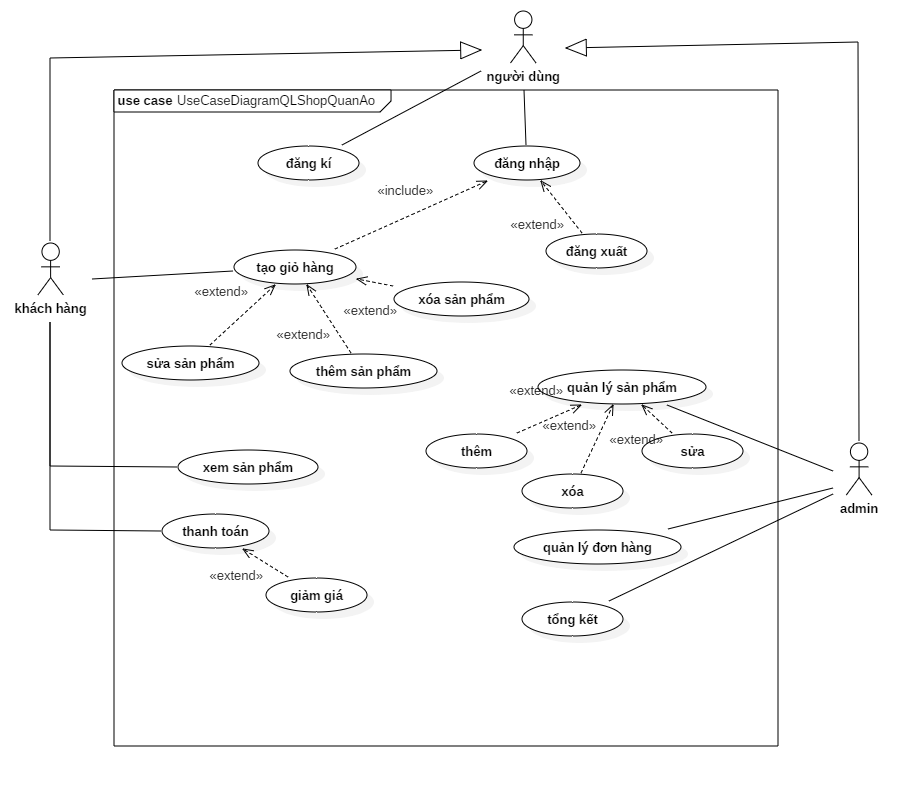 người dùng
use case UseCaseDiagramQLShopQuanAo
đăng kí
đăng nhập
«include»
«extend»
đăng xuất
tạo giỏ hàng
khách hàng
«extend»
xóa sản phẩm
«extend»
«extend»
sửa sản phẩm
thêm sản phẩm
«extend»
quản lý sản phẩm
«extend»
«extend»
thêm
sửa
xem sản phẩm
xóa
admin
thanh toán
quản lý đơn hàng
«extend»
giảm giá
tổng kết